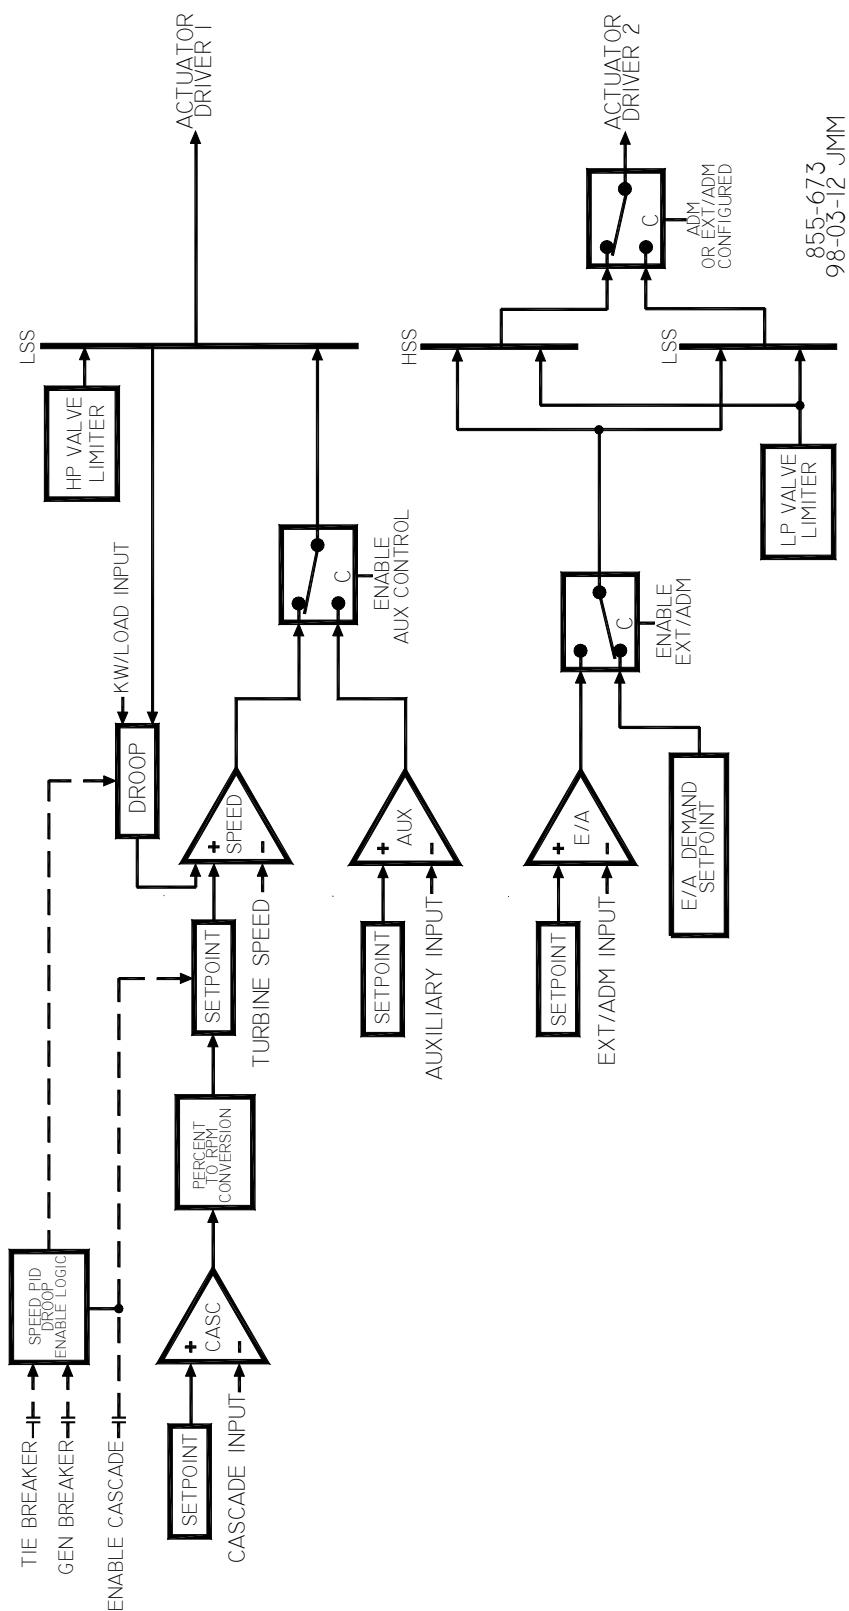 TIE BREAKER
GEN BREAKER
ENABLE CASCADE
SPEED PID
DROOP
ENABLE LOGIC
SETPOINT
CASCADE INPUT
+
CASC
-
PERCENT
TO RPM
CONVERSION
SETPOINT
TURBINE SPEED
DROOP
KW/LOAD INPUT
+
SPEED
-
HP VALVE
LIMITER
LSS
ACTUATOR
DRIVER 1
SETPOINT
AUXILIARY INPUT
+
AUX
-
C
ENABLE
AUX CONTROL
SETPOINT
EXT/ADM INPUT
+
E/A
-
E/A DEMAND
SETPOINT
C
ENABLE
EXT/ADM
LP VALVE
LIMITER
HSS
LSS
C
ADM
OR EXT/ADM
CONFIGURED
ACTUATOR
DRIVER 2
855-673
98-03-12 JMM